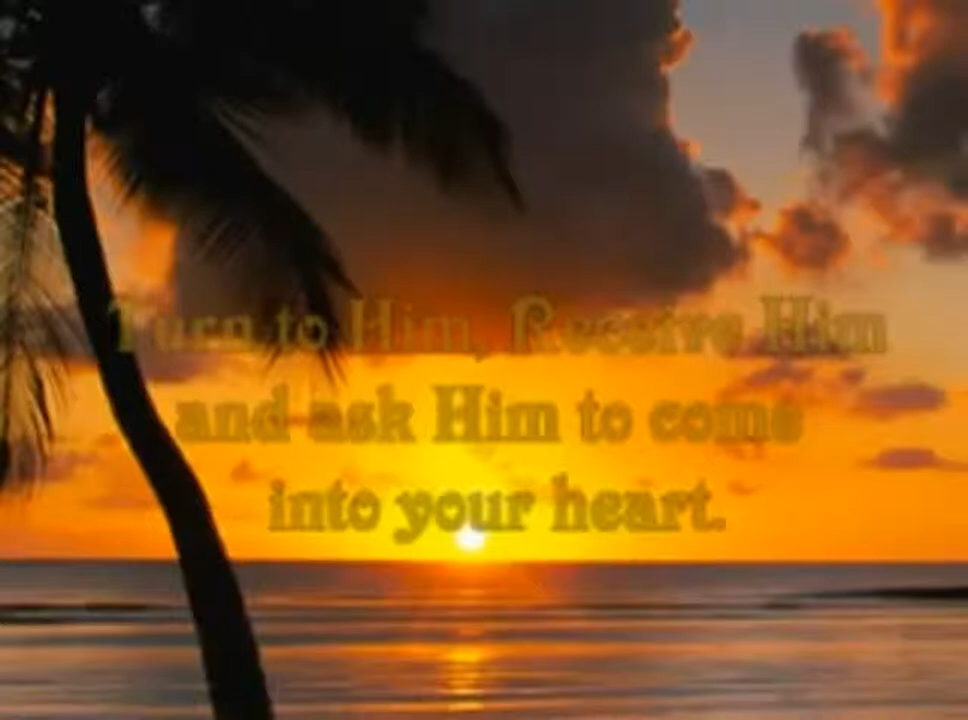 Turn to Him, Receive Him
and ask Him to come
into your heart.